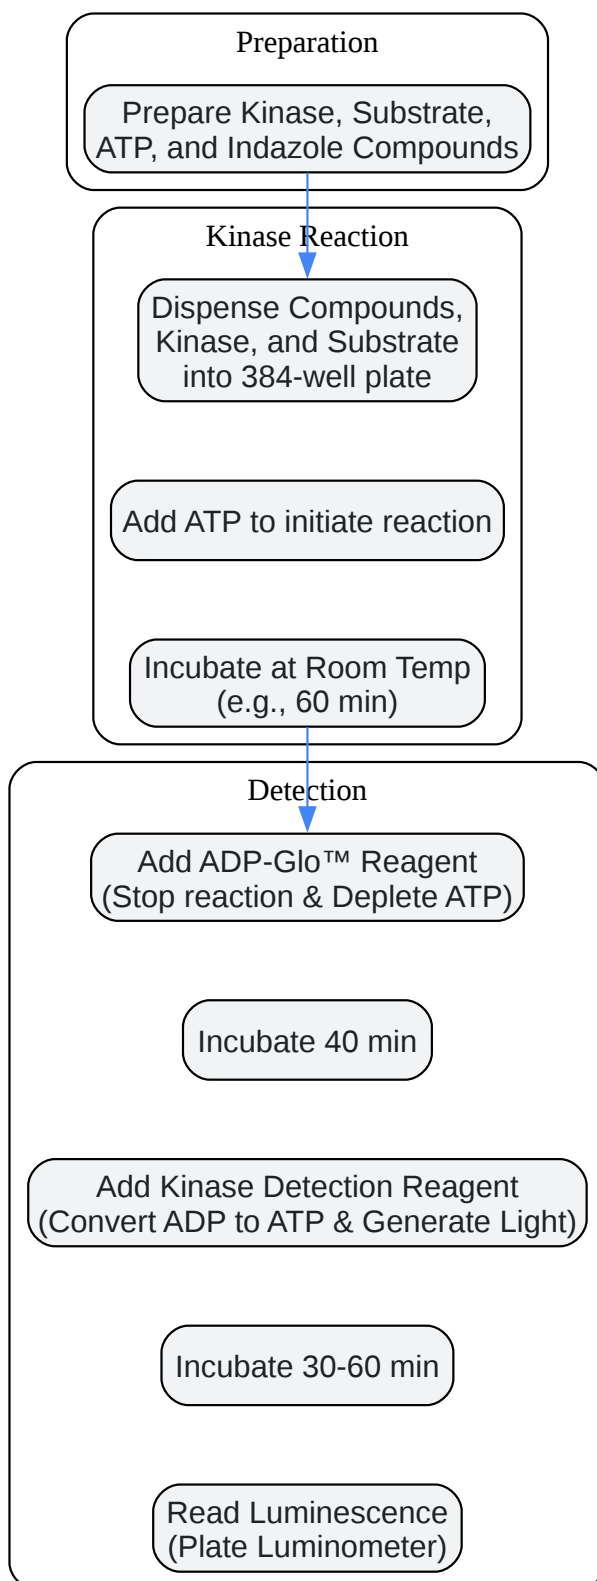 Preparation
Prepare Kinase, Substrate,
ATP, and Indazole Compounds
Kinase Reaction
Dispense Compounds,
Kinase, and Substrate
into 384-well plate
Add ATP to initiate reaction
Incubate at Room Temp
(e.g., 60 min)
Detection
Add ADP-Glo™ Reagent
(Stop reaction & Deplete ATP)
Incubate 40 min
Add Kinase Detection Reagent
(Convert ADP to ATP & Generate Light)
Incubate 30-60 min
Read Luminescence
(Plate Luminometer)